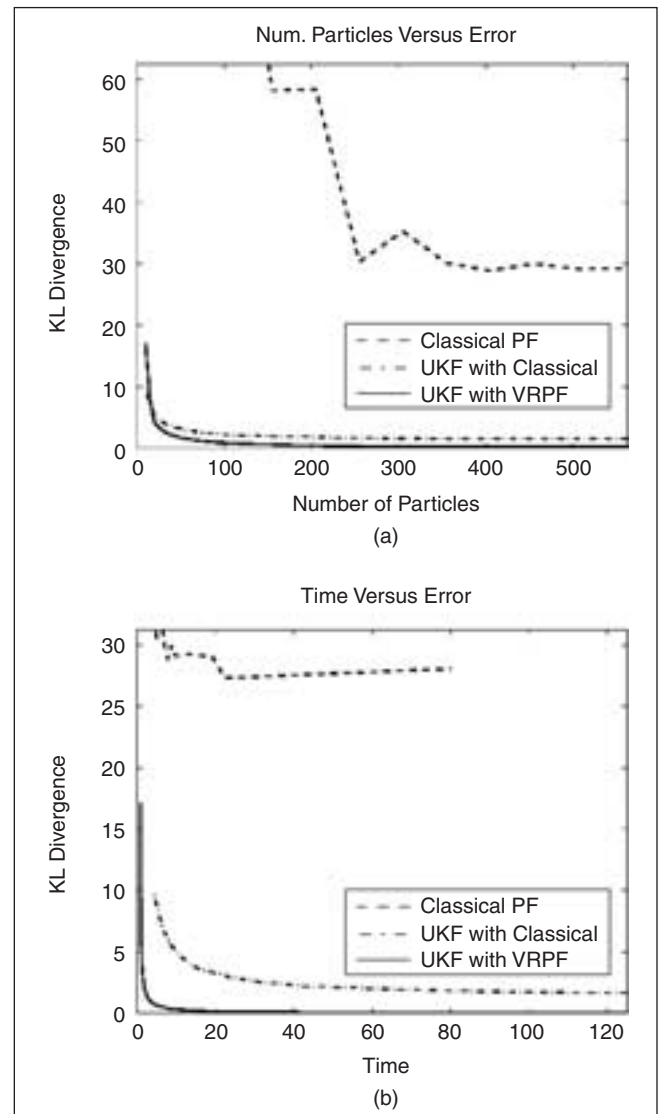 Num. Particles Versus Error
60
50
40
30
20
10
0
KL Divergence
Classical PF
UKF with Classical
UKF with VRPF
0 100 200 300 400 500
Number of Particles
(a)
Time Versus Error
30
25
20
15
10
5
0
KL Divergence
Classical PF
UKF with Classical
UKF with VRPF
0 20 40 60 80 100 120
Time
(b)